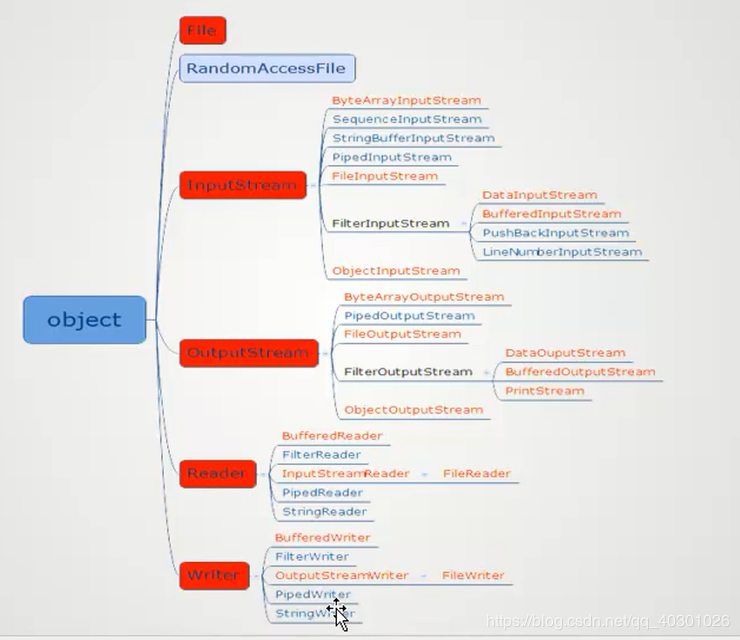 File
RandomAccessFile
ByteArrayInputStream
SequenceInputStream
StringBufferInputStream
PipedInputStream
FileInputStream
InputStream
DataInputStream
BufferedInputStream
FilterInputStream
PushBackInputStream
LineNumberInputStream
ObjectInputStream
ByteArrayOutputStream
object
PipedOutputStream
FileOutputStream
OutputStream
DataOuputStream
FilterOutputStream
BufferedOutputStream
PrintStream
ObjectOutputStream
BufferedReader
FilterReader
Reader
InputStreamReader
FileReader
PipedReader
StringReader
BufferedWriter
FilterWriter
Writer
OutputStreamWriter
FileWriter
PipedWriter
StringWriter
https://blog.csdn.net/qq_40301026